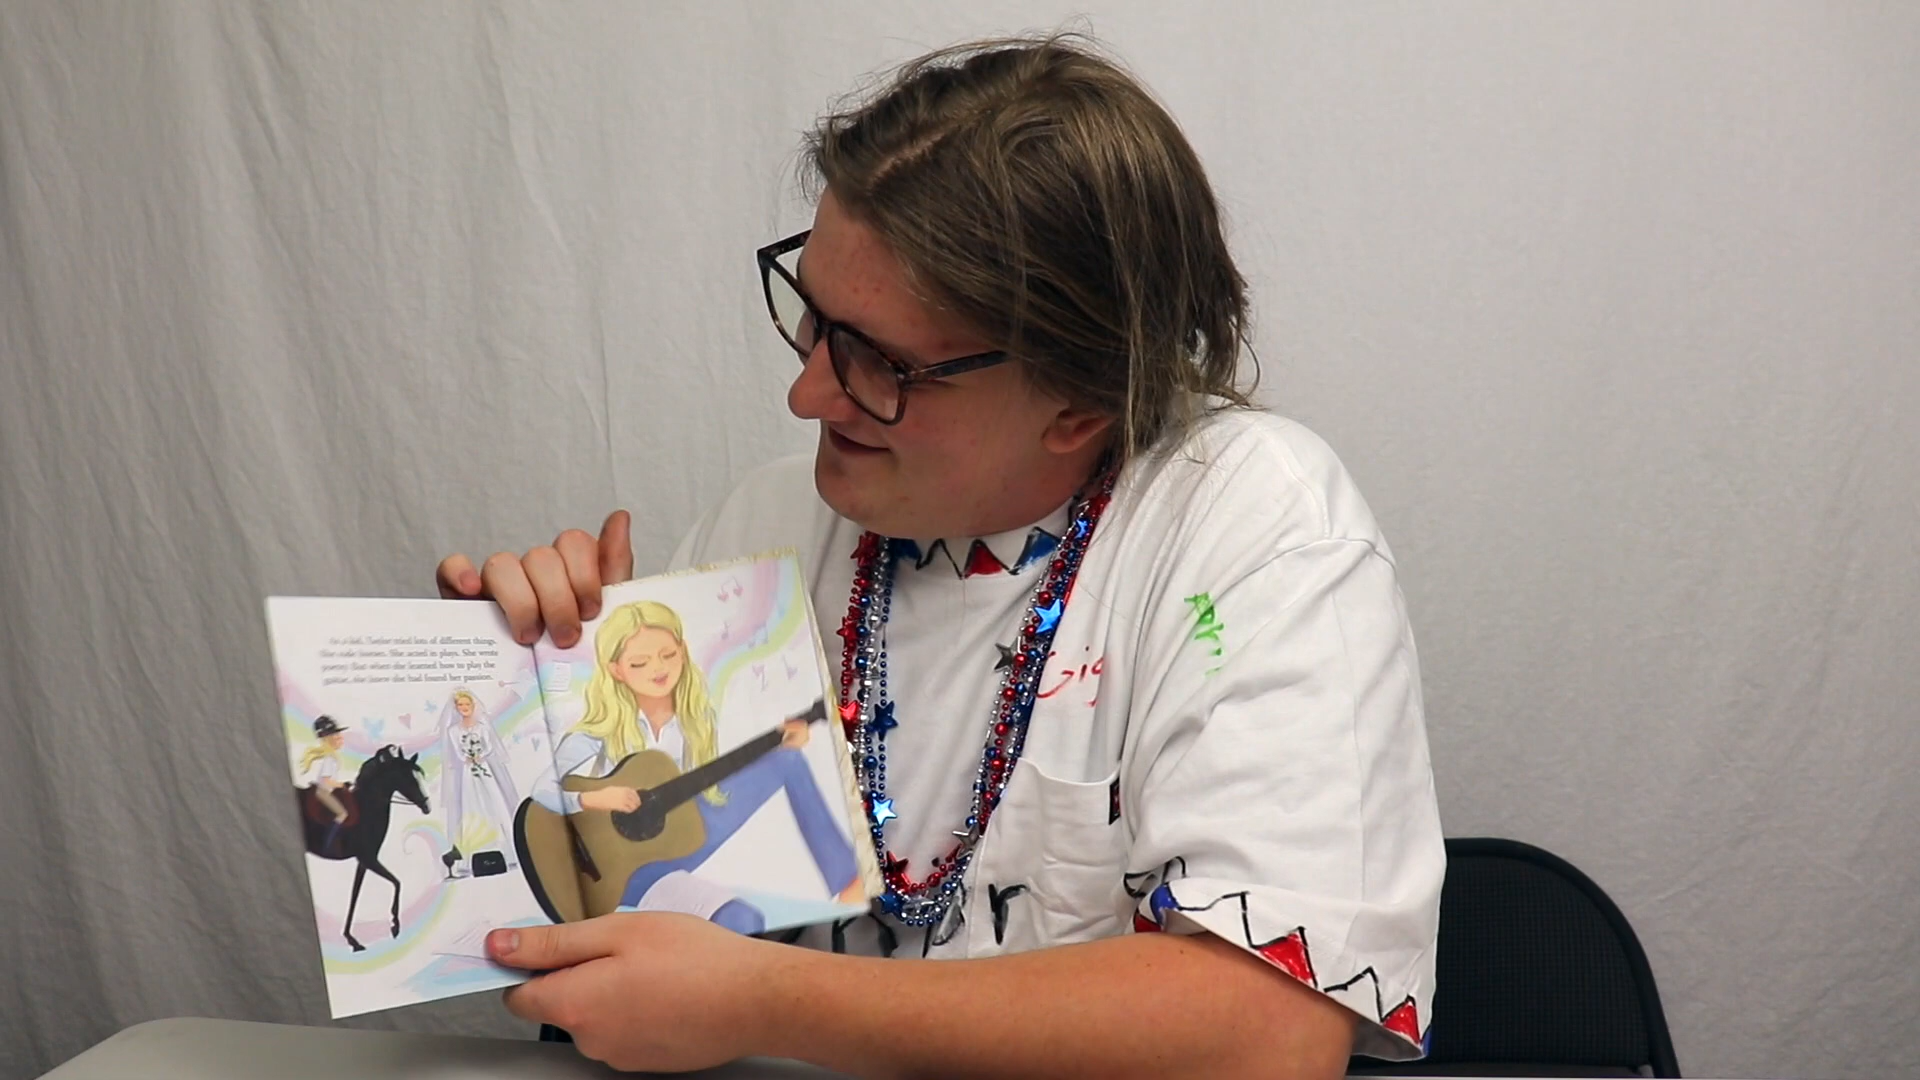 As a kid, Taylor tried lots of different things.
She rode horses. She acted in plays. She wrote
poetry. But when she learned how to play the
guitar, she knew she had found her passion.